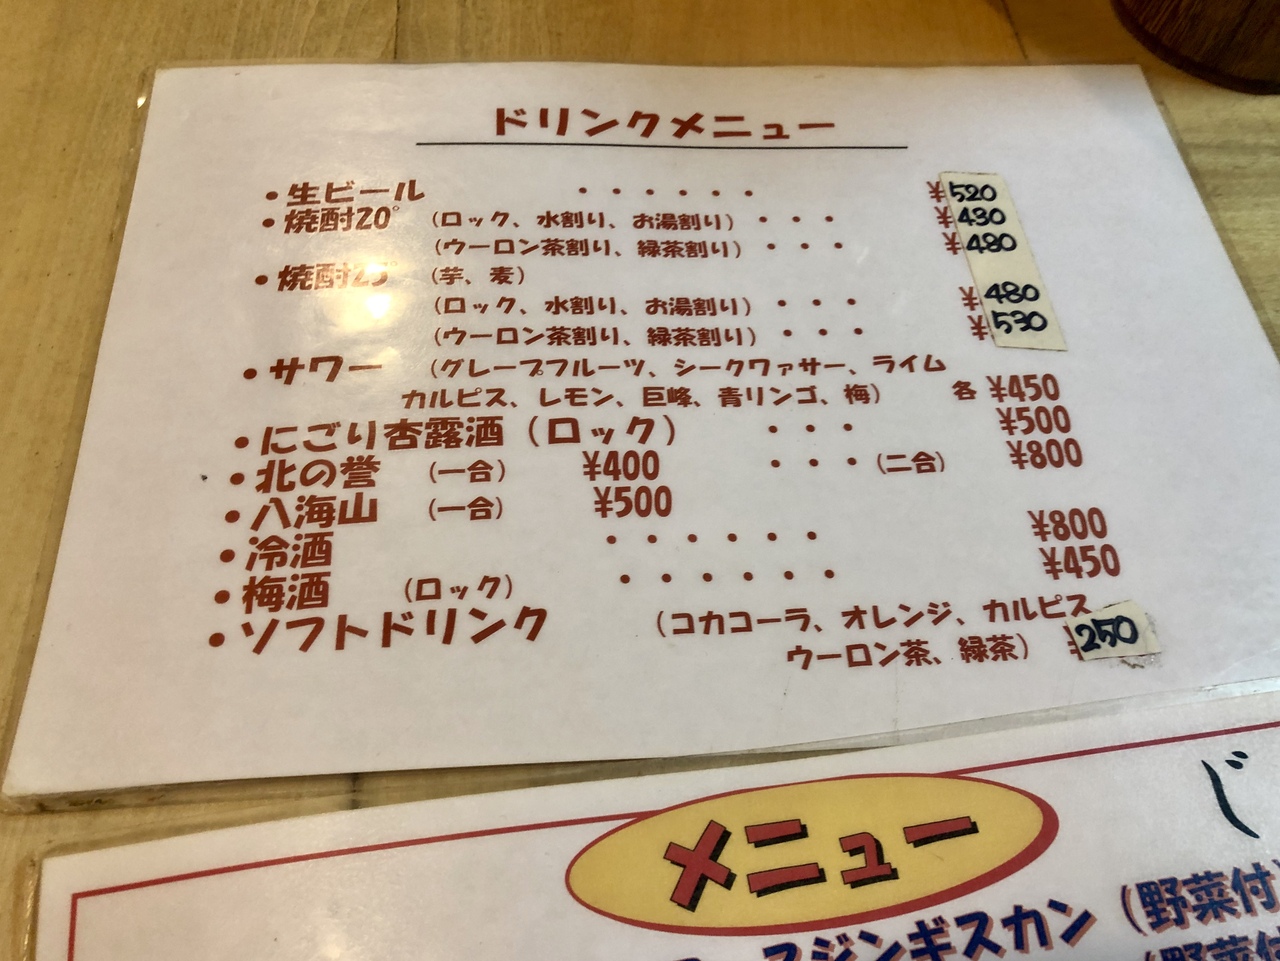 ドリンクメニュー
・生ビール ・・・・・・ ¥520
・焼酎20° (ロック、水割り、お湯割り)・・・ ¥430
(ウーロン茶割り、緑茶割り)・・・ ¥480
・焼酎25° (芋、麦)
(ロック、水割り、お湯割り)・・・ ¥480
(ウーロン茶割り、緑茶割り)・・・ ¥530
・サワー (グレープフルーツ、シークワァサー、ライム
カルピス、レモン、巨峰、青リンゴ、梅) 各 ¥450
・にごり杏露酒(ロック) ・・・ ¥500
・北の誉 (一合) ¥400 ・・・(二合) ¥800
・八海山 (一合) ¥500
・冷酒 ・・・・・・ ¥800
・梅酒 (ロック) ・・・・・・ ¥450
・ソフトドリンク (コカコーラ、オレンジ、カルピス
ウーロン茶、緑茶) 250
メニュー
じ
ジンギスカン(野菜付
(野菜付